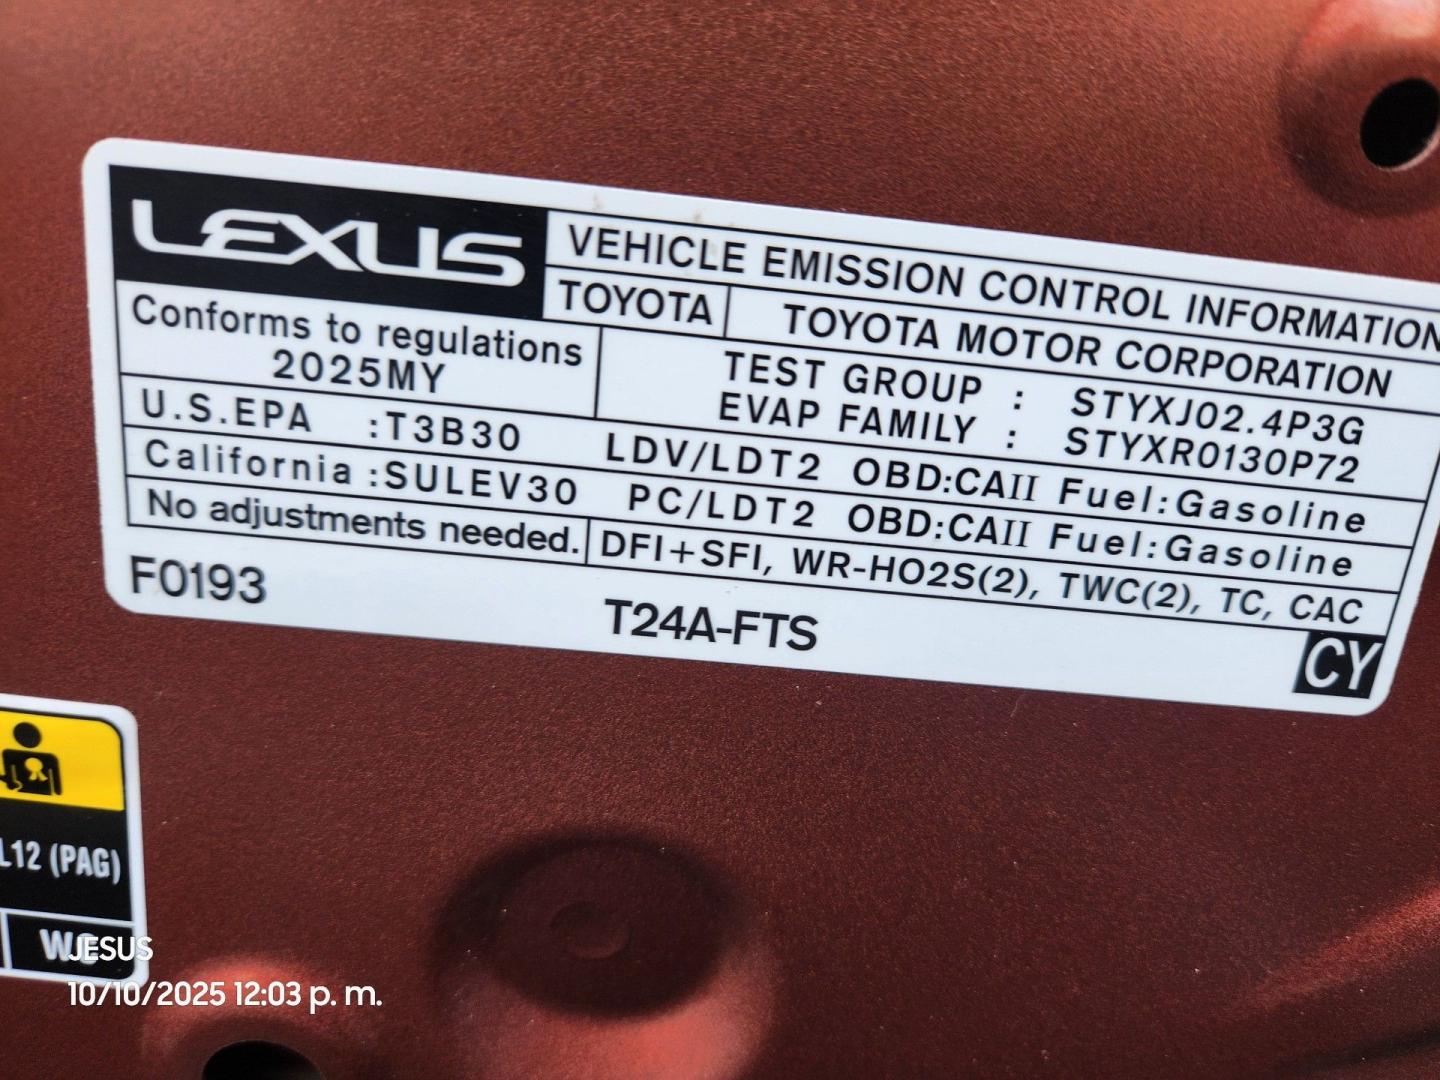 LEXUS
VEHICLE EMISSION CONTROL INFORMATION
TOYOTA
TOYOTA MOTOR CORPORATION
Conforms to regulations
2025MY
TEST GROUP : STYXJ02.4P3G
EVAP FAMILY : STYXR0130P72
U.S.EPA :T3B30 LDV/LDT2 OBD:CAII Fuel:Gasoline
California :SULEV30 PC/LDT2 OBD:CAII Fuel:Gasoline
No adjustments needed. DFI+SFI, WR-HO2S(2), TWC(2), TC, CAC
F0193
T24A-FTS
CY
L12 (PAG)
JESUS
10/10/2025 12:03 p. m.